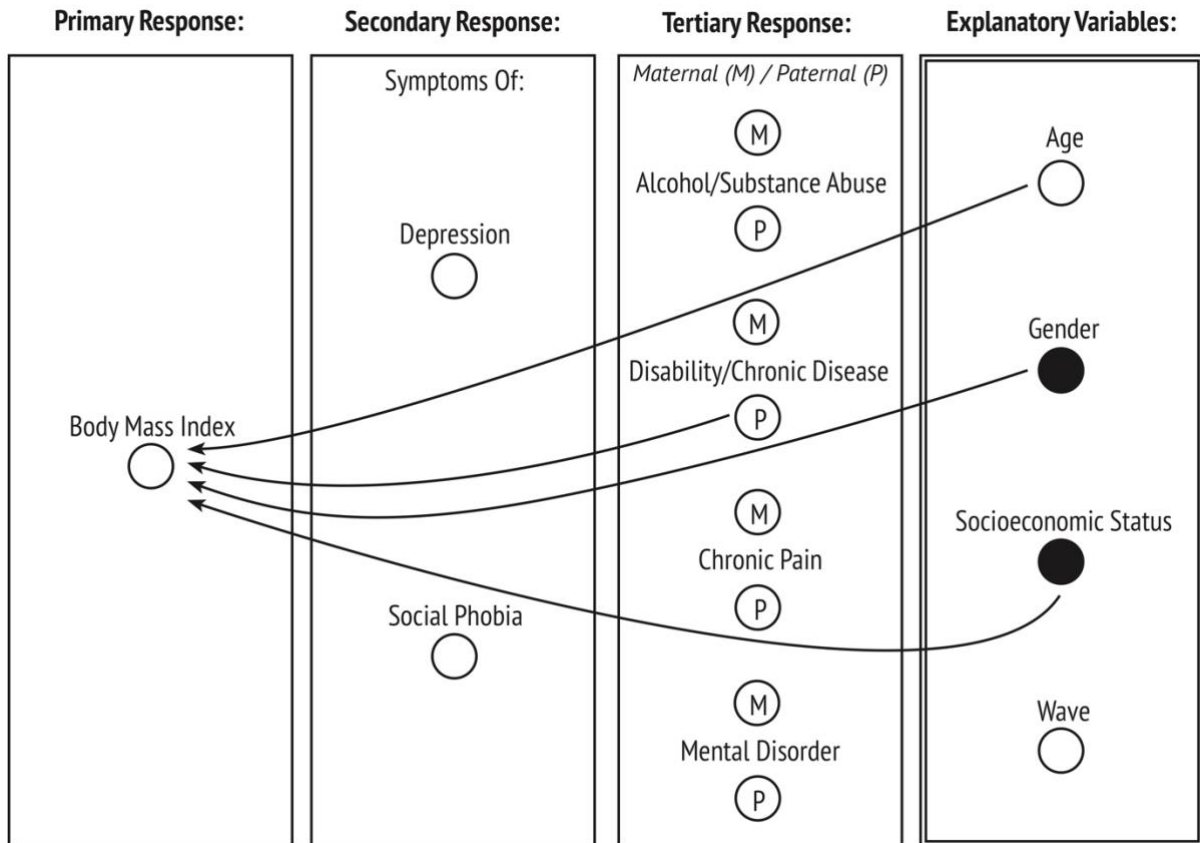 Primary Response:
Secondary Response:
Tertiary Response:
Explanatory Variables:
Body Mass Index
Symptoms Of:
Depression
Social Phobia
Maternal (M) / Paternal (P)
M
Alcohol/Substance Abuse
P
M
Disability/Chronic Disease
P
M
Chronic Pain
P
M
Mental Disorder
P
Age
Gender
Socioeconomic Status
Wave